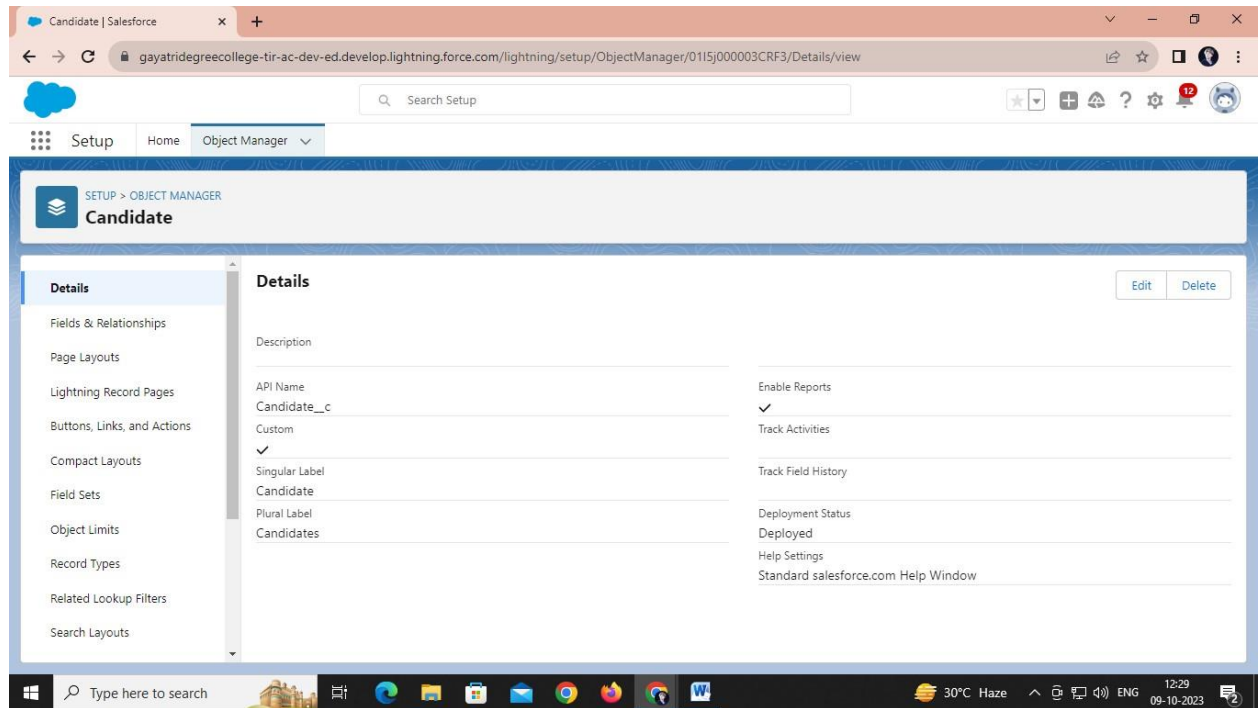 Candidate | Salesforce
gayatridegreecollege-tir-ac-dev-ed.develop.lightning.force.com/lightning/setup/ObjectManager/01I5j000003CRF3/Details/view
Search Setup
12
Setup Home Object Manager
SETUP > OBJECT MANAGER
Candidate
Details
Fields & Relationships
Page Layouts
Lightning Record Pages
Buttons, Links, and Actions
Compact Layouts
Field Sets
Object Limits
Record Types
Related Lookup Filters
Search Layouts
Details
Edit Delete
Description
API Name
Candidate__c
Custom
Singular Label
Candidate
Plural Label
Candidates
Enable Reports
Track Activities
Track Field History
Deployment Status
Deployed
Help Settings
Standard salesforce.com Help Window
Type here to search
30°C Haze
ENG
12:29
09-10-2023
2